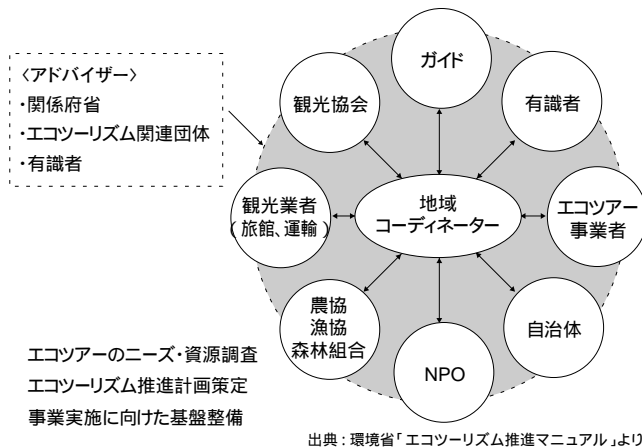 〈アドバイザー〉
・関係府省
・エコツーリズム関連団体
・有識者
ガイド
観光協会
有識者
観光業者
(旅館、運輸)
地域
コーディネーター
エコツアー
事業者
農協
漁協
森林組合
自治体
NPO
エコツアーのニーズ・資源調査
エコツーリズム推進計画策定
事業実施に向けた基盤整備
出典：環境省「エコツーリズム推進マニュアル」より